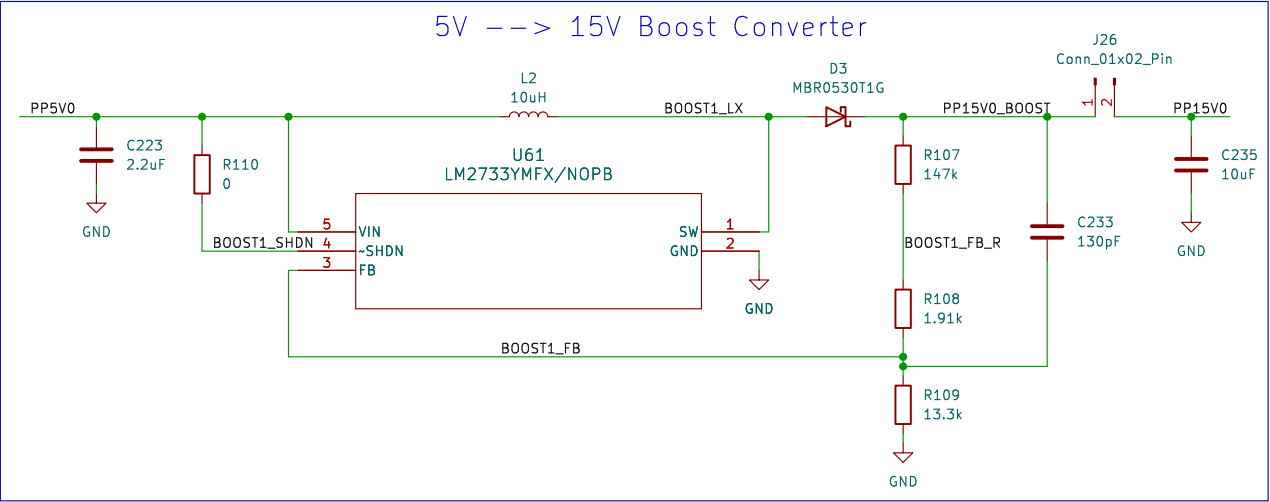 5V --> 15V Boost Converter
J26
Conn_01x02_Pin
1
2
L2
10uH
D3
MBR0530T1G
PP5V0
BOOST1_LX
PP15V0_BOOST
PP15V0
C223
2.2uF
GND
R110
0
U61
LM2733YMFX/NOPB
5
VIN
BOOST1_SHDN
4
~SHDN
3
FB
SW
1
GND
2
GND
R107
147k
BOOST1_FB_R
C233
130pF
C235
10uF
GND
R108
1.91k
BOOST1_FB
R109
13.3k
GND